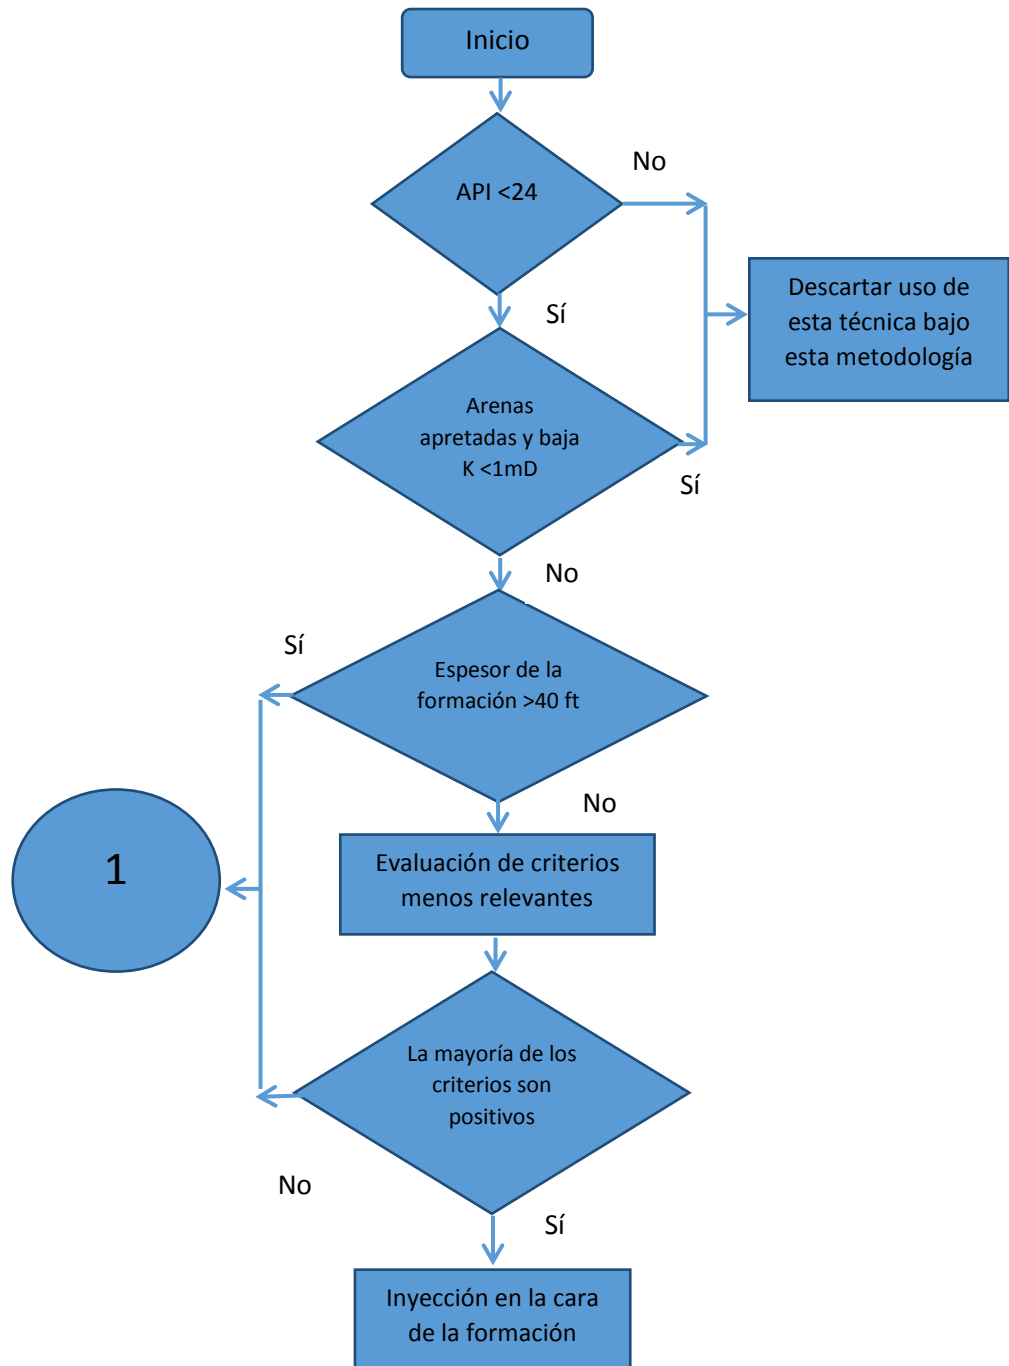 Inicio
No
API <24
Sí
Descartar uso de
esta técnica bajo
esta metodología
Arenas
apretadas y baja
K <1mD
Sí
No
Sí
Espesor de la
formación >40 ft
No
1
Evaluación de criterios
menos relevantes
La mayoría de los
criterios son
positivos
No
Sí
Inyección en la cara
de la formación